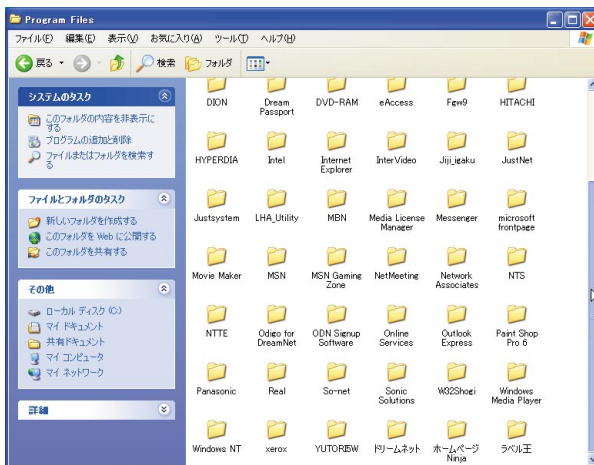 Program Files
ファイル(F) 編集(E) 表示(V) お気に入り(A) ツール(T) ヘルプ(H)
戻る 検索 フォルダ
システムのタスク
このフォルダの内容を非表示に
する
プログラムの追加と削除
ファイルまたはフォルダを検索す
る
ファイルとフォルダのタスク
新しいフォルダを作成する
このフォルダを Web に公開する
このフォルダを共有する
その他
ローカル ディスク (C:)
マイ ドキュメント
共有ドキュメント
マイ コンピュータ
マイ ネットワーク
詳細
DION
Dream
Passport
DVD-RAM
eAccess
Fgw9
HITACHI
HYPERDIA
Intel
Internet
Explorer
InterVideo
Jiji_igaku
JustNet
Justsystem
LHA_Utility
MBN
Media License
Manager
Messenger
microsoft
frontpage
Movie Maker
MSN
MSN Gaming
Zone
NetMeeting
Network
Associates
NTS
NTTE
Odigo for
DreamNet
ODN Signup
Software
Online
Services
Outlook
Express
Paint Shop
Pro 6
Panasonic
Real
So-net
Sonic
Solutions
W32Shogi
Windows
Media Player
Windows NT
xerox
ドリームネット
ホームページ
Ninja
ラベル王